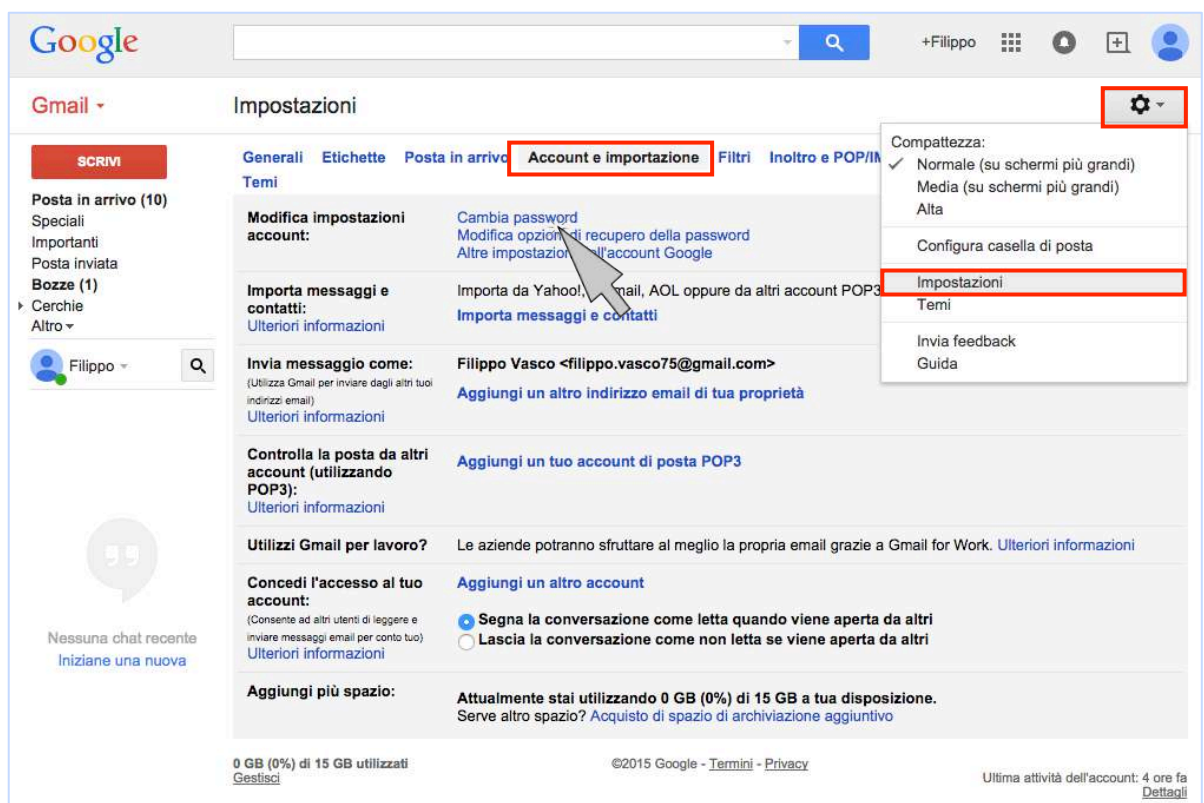 Google
+Filippo
Gmail
Impostazioni
SCRIVI
Posta in arrivo (10)
Speciali
Importanti
Posta inviata
Bozze (1)
Cerchie
Altro
Filippo
Nessuna chat recente
Iniziane una nuova
Generali Etichette Posta in arrivo Account e importazione Filtri Inoltro e
Temi
Modifica impostazioni
account:
Cambia password
Modifica opzioni di recupero della password
Altre impostazioni account Google
Importa messaggi e
contatti:
Ulteriori informazioni
Importa da Yahoo!, AOL oppure da altri account POP3
Importa messaggi e contatti
Invia messaggio come:
(Utilizza Gmail per inviare dagli altri tuoi
indirizzi email)
Ulteriori informazioni
Filippo Vasco <filippo.vasco75@gmail.com>
Aggiungi un altro indirizzo email di tua proprietà
Controlla la posta da altri
account (utilizzando
POP3):
Ulteriori informazioni
Aggiungi un tuo account di posta POP3
Utilizzi Gmail per lavoro?
Le aziende potranno sfruttare al meglio la propria email grazie a Gmail for Work. Ulteriori informazioni
Concedi l'accesso al tuo
account:
(Consente ad altri utenti di leggere e
inviare messaggi email per conto tuo)
Ulteriori informazioni
Aggiungi un altro account
Segna la conversazione come letta quando viene aperta da altri
Lascia la conversazione come non letta se viene aperta da altri
Aggiungi più spazio:
Attualmente stai utilizzando 0 GB (0%) di 15 GB a tua disposizione.
Serve altro spazio? Acquisto di spazio di archiviazione aggiuntivo
Compattezza:
Normale (su schermi più grandi)
Media (su schermi più grandi)
Alta
Configura casella di posta
Impostazioni
Temi
Invia feedback
Guida
0 GB (0%) di 15 GB utilizzati
Gestisci
©2015 Google - Termini - Privacy
Ultima attività dell'account: 4 ore fa
Dettagli